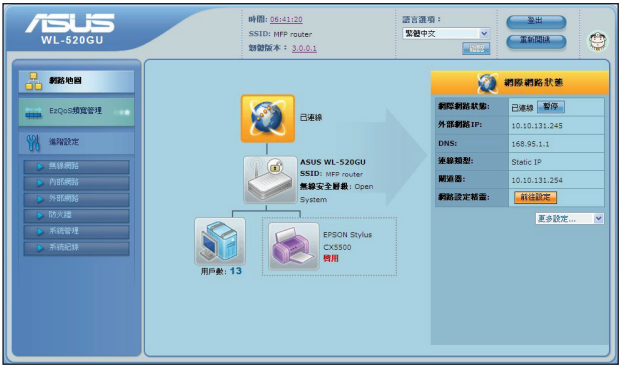 ASUS
WL-520GU
時間: 06:41:20
SSID: MFP router
韌體版本: 3.0.0.1
語言選項:
繁體中文
登出
重新開機
網路地圖
EzQoS頻寬管理
進階設定
無線網路
內部網路
外部網路
防火牆
系統管理
系統紀錄
已連線
ASUS WL-520GU
SSID: MFP router
無線安全層級: Open
System
用戶數: 13
EPSON Stylus
CX5500
啓用
網際網路狀態
網際網路狀態: 已連線 暫停
外部網路IP: 10.10.131.245
DNS: 168.95.1.1
連線類型: Static IP
閘道器: 10.10.131.254
網路設定精靈: 前往設定
更多設定...